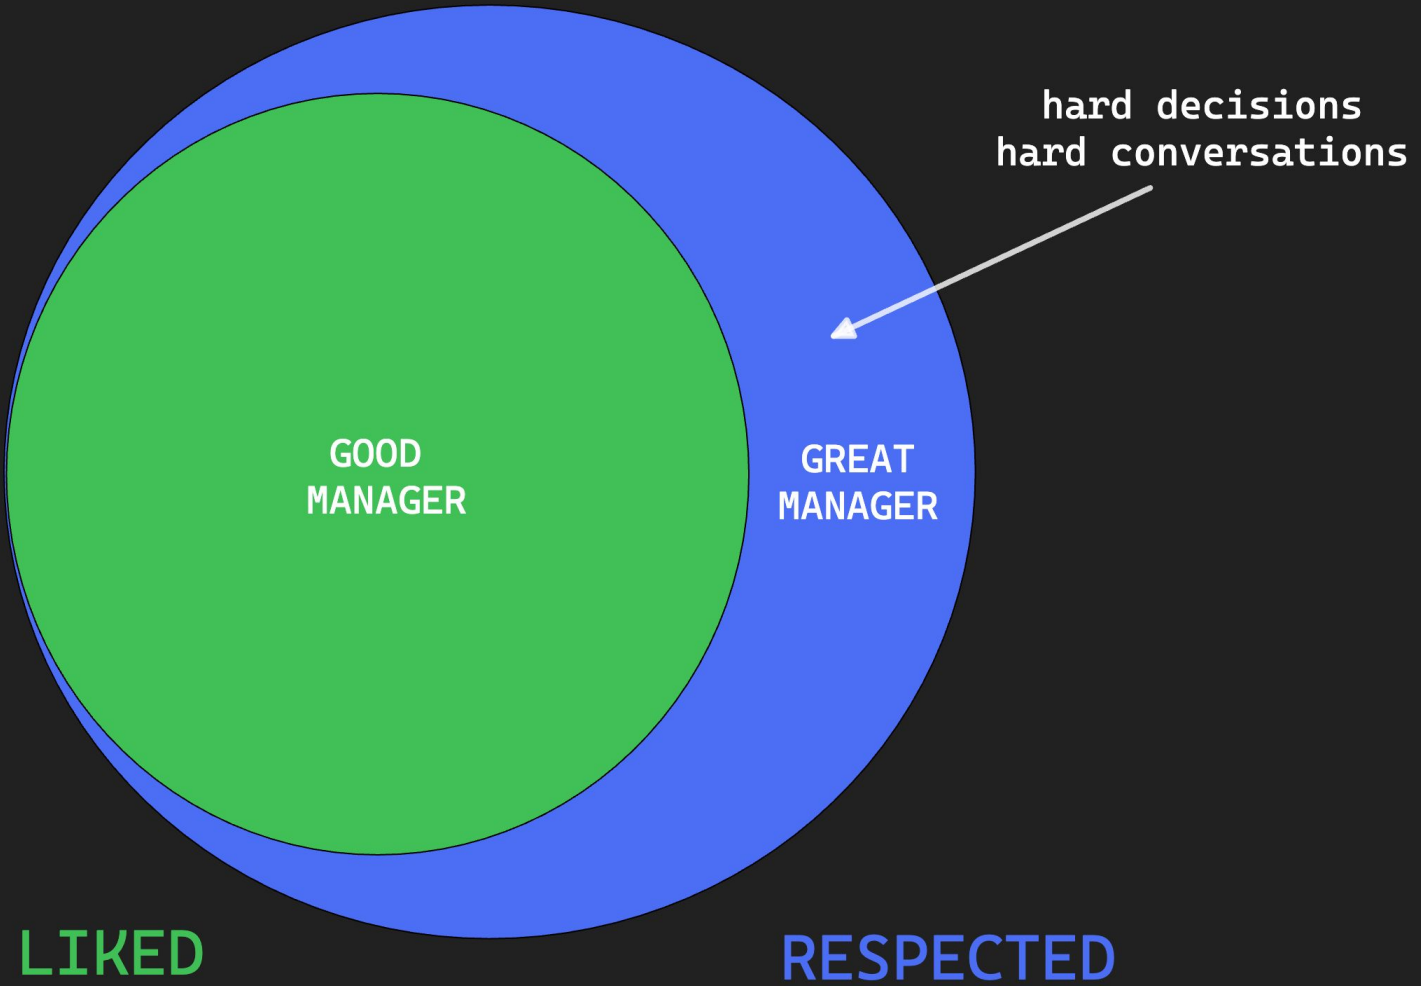 hard decisions
hard conversations
GOOD
MANAGER
GREAT
MANAGER
LIKED
RESPECTED